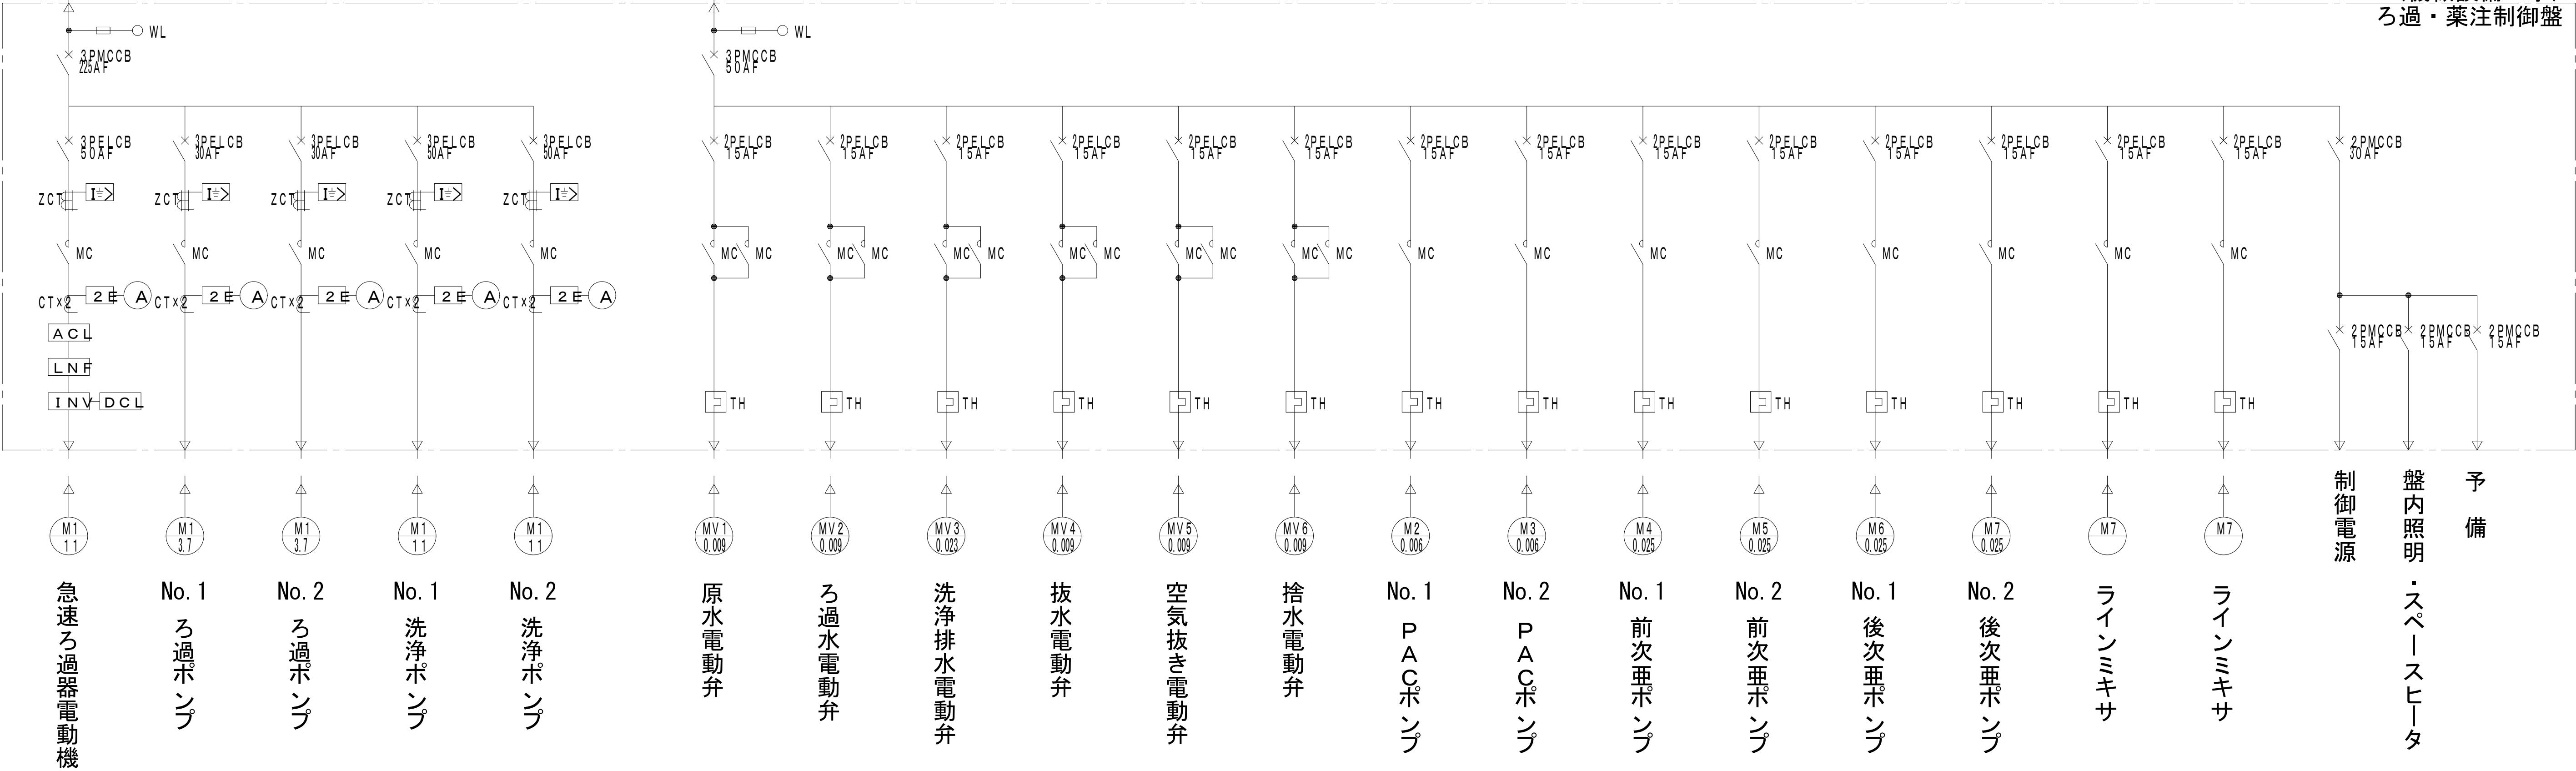 ろ過・薬注制御盤
WL
WL
3PMCCB
225AF
3PMCCB
50AF
3PELCB
50AF
3PELCB
30AF
3PELCB
30AF
3PELCB
50AF
3PELCB
50AF
2PELCB
15AF
2PELCB
15AF
2PELCB
15AF
2PELCB
15AF
2PELCB
15AF
2PELCB
15AF
2PELCB
15AF
2PELCB
15AF
2PELCB
15AF
2PELCB
15AF
2PELCB
15AF
2PELCB
15AF
2PELCB
15AF
2PELCB
15AF
2PMCCB
30AF
ZCT I>
ZCT I>
ZCT I>
ZCT I>
ZCT I>
MC
MC
MC
MC
MC
MC MC
MC MC
MC MC
MC MC
MC MC
MC MC
MC
MC
MC
MC
MC
MC
MC
MC
CT×2 2E A
CT×2 2E A
CT×2 2E A
CT×2 2E A
CT×2 2E A
ACL
LNF
INV DCL
2PMCCB
15AF
2PMCCB
15AF
2PMCCB
15AF
TH
TH
TH
TH
TH
TH
TH
TH
TH
TH
TH
TH
TH
TH
M1
11
M1
3.7
M1
3.7
M1
11
M1
11
MV1
0.009
MV2
0.009
MV3
0.023
MV4
0.009
MV5
0.009
MV6
0.009
M2
0.006
M3
0.006
M4
0.025
M5
0.025
M6
0.025
M7
0.025
M7
M7
急速ろ過器電動機
No.1
ろ過ポンプ
No.2
ろ過ポンプ
No.1
洗浄ポンプ
No.2
洗浄ポンプ
原水電動弁
ろ過水電動弁
洗浄排水電動弁
抜水電動弁
空気抜き電動弁
捨水電動弁
No.1
PACポンプ
No.2
PACポンプ
No.1
前次亜ポンプ
No.2
前次亜ポンプ
No.1
後次亜ポンプ
No.2
後次亜ポンプ
ラインミキサ
ラインミキサ
制御電源
盤内照明・スペースヒータ
予備